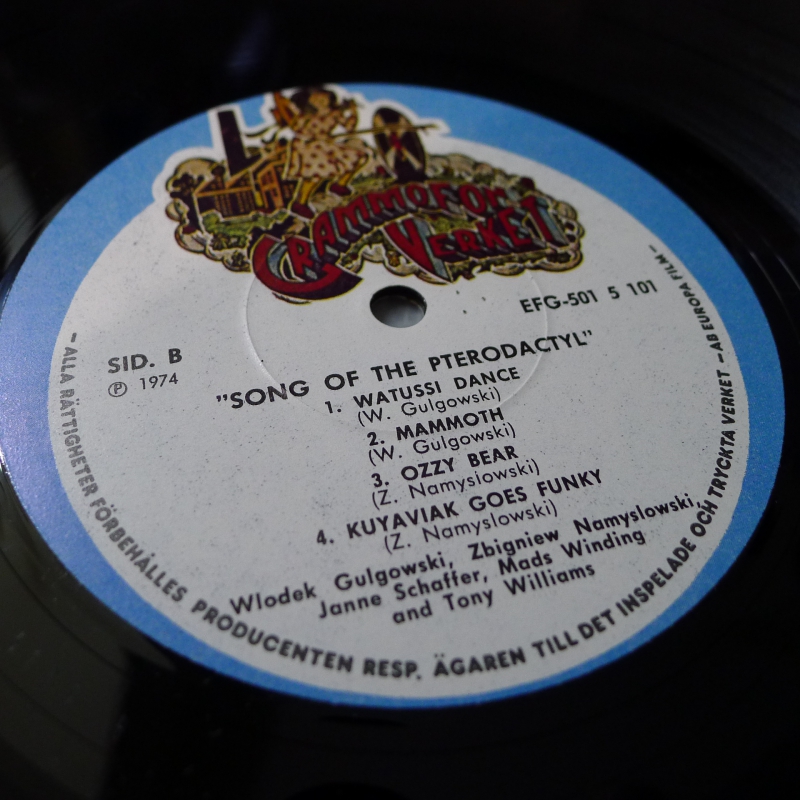 GRAMMOFON
VERKET
EFG-501 5 101
SID. B
Ⓟ 1974
"SONG OF THE PTERODACTYL"
1. WATUSSI DANCE
(W. Gulgowski)
2. MAMMOTH
(W. Gulgowski)
3. OZZY BEAR
(Z. Namysiowski)
4. KUYAVIAK GOES FUNKY
(Z. Namyslowski)
Wlodek Gulgowski, Zbigniew Namyslowski,
Janne Schaffer, Mads Winding
and Tony Williams
– ALLA RÄTTIGHETER FÖRBEHÅLLES PRODUCENTEN RESP. ÄGAREN TILL DET INSPELADE OCH TRYCKTA VERKET – AB EUROPA FILM –